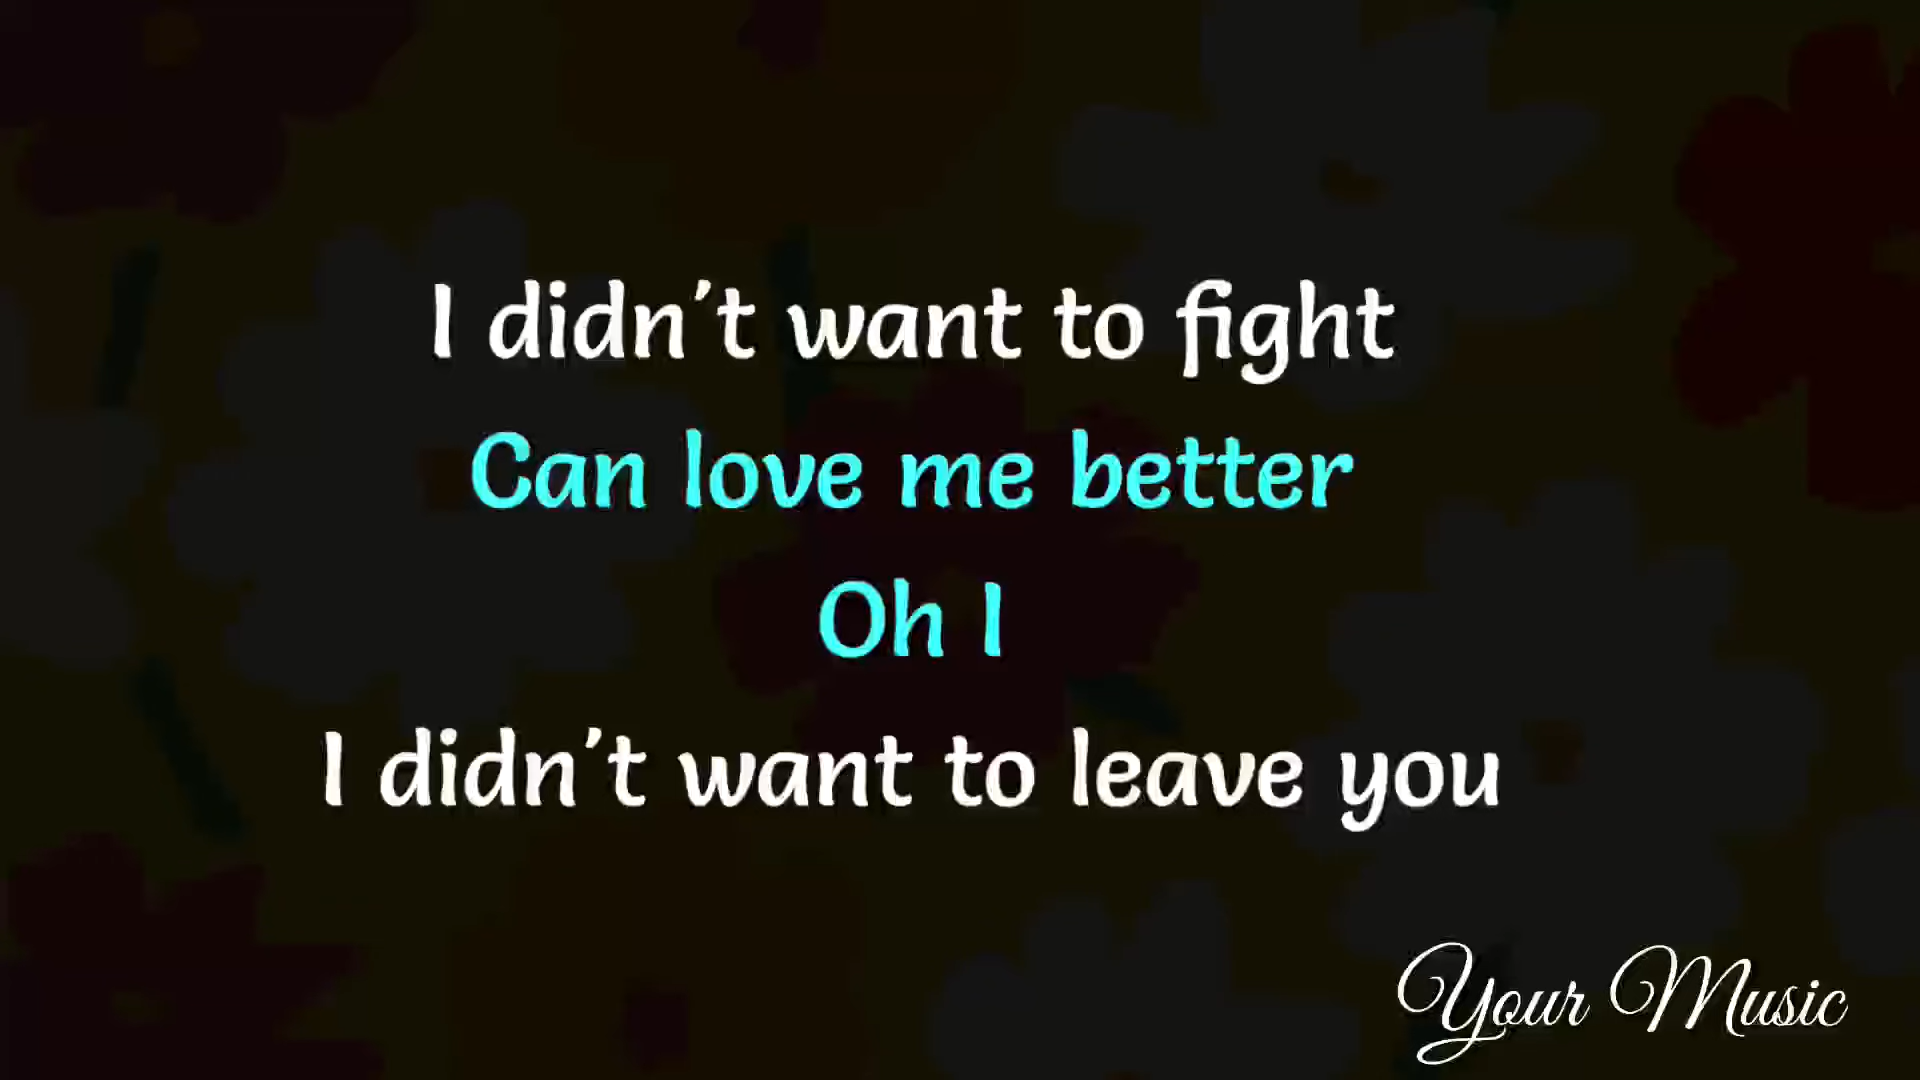 I didn't want to fight
Can love me better
Oh I
I didn't want to leave you
Your Music